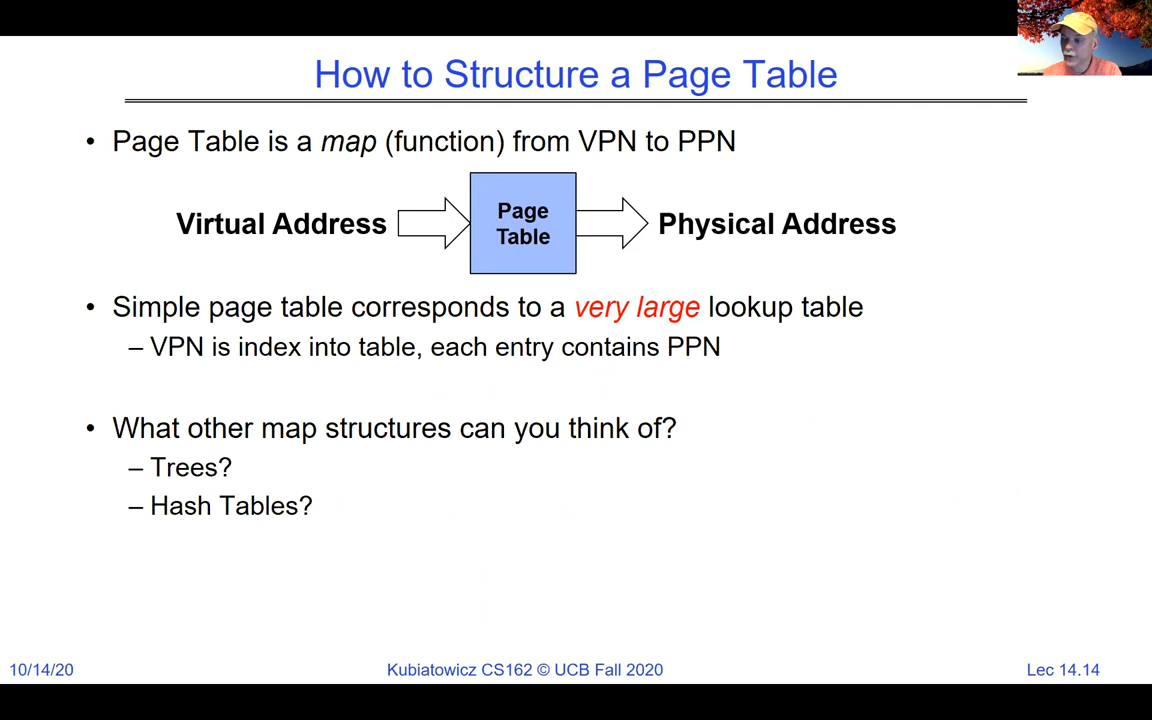 How to Structure a Page Table
• Page Table is a map (function) from VPN to PPN
Virtual Address
Page
Table
Physical Address
• Simple page table corresponds to a very large lookup table
– VPN is index into table, each entry contains PPN
• What other map structures can you think of?
– Trees?
– Hash Tables?
10/14/20
Kubiatowicz CS162 © UCB Fall 2020
Lec 14.14